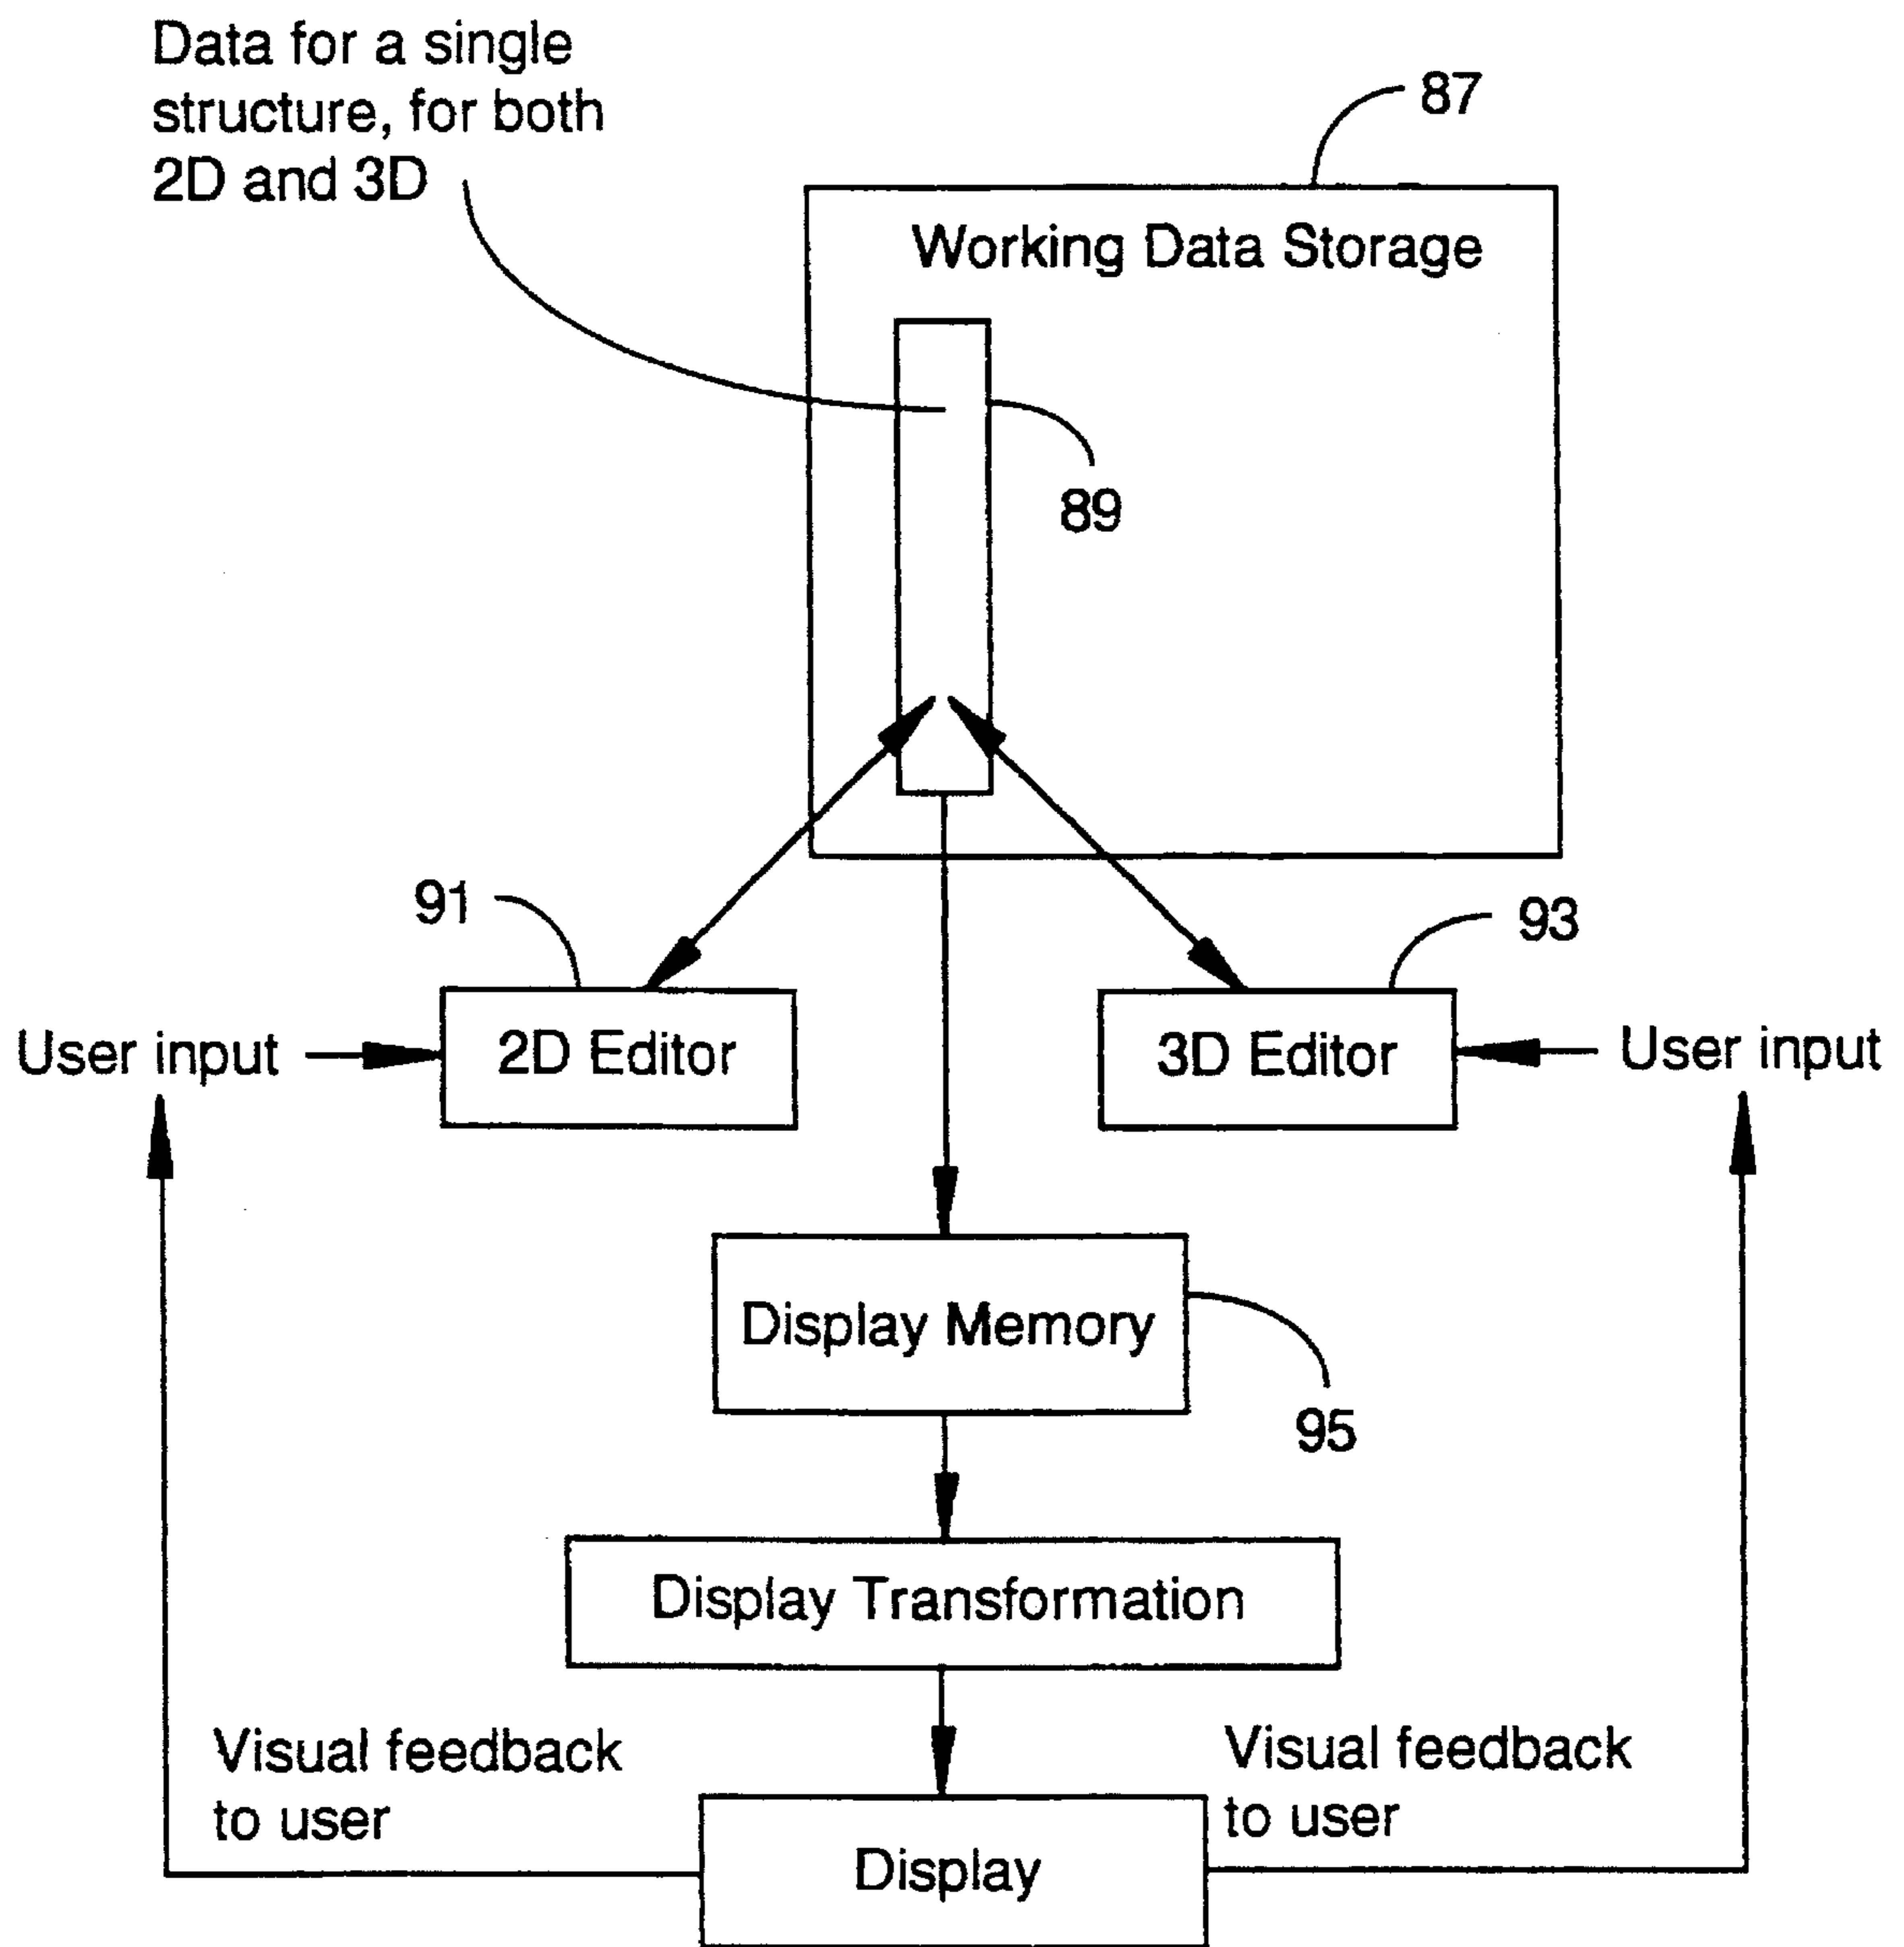 Data for a single
structure, for both
2D and 3D
87
Working Data Storage
89
91
93
User input
2D Editor
3D Editor
User input
Display Memory
95
Display Transformation
Visual feedback
to user
Visual feedback
to user
Display